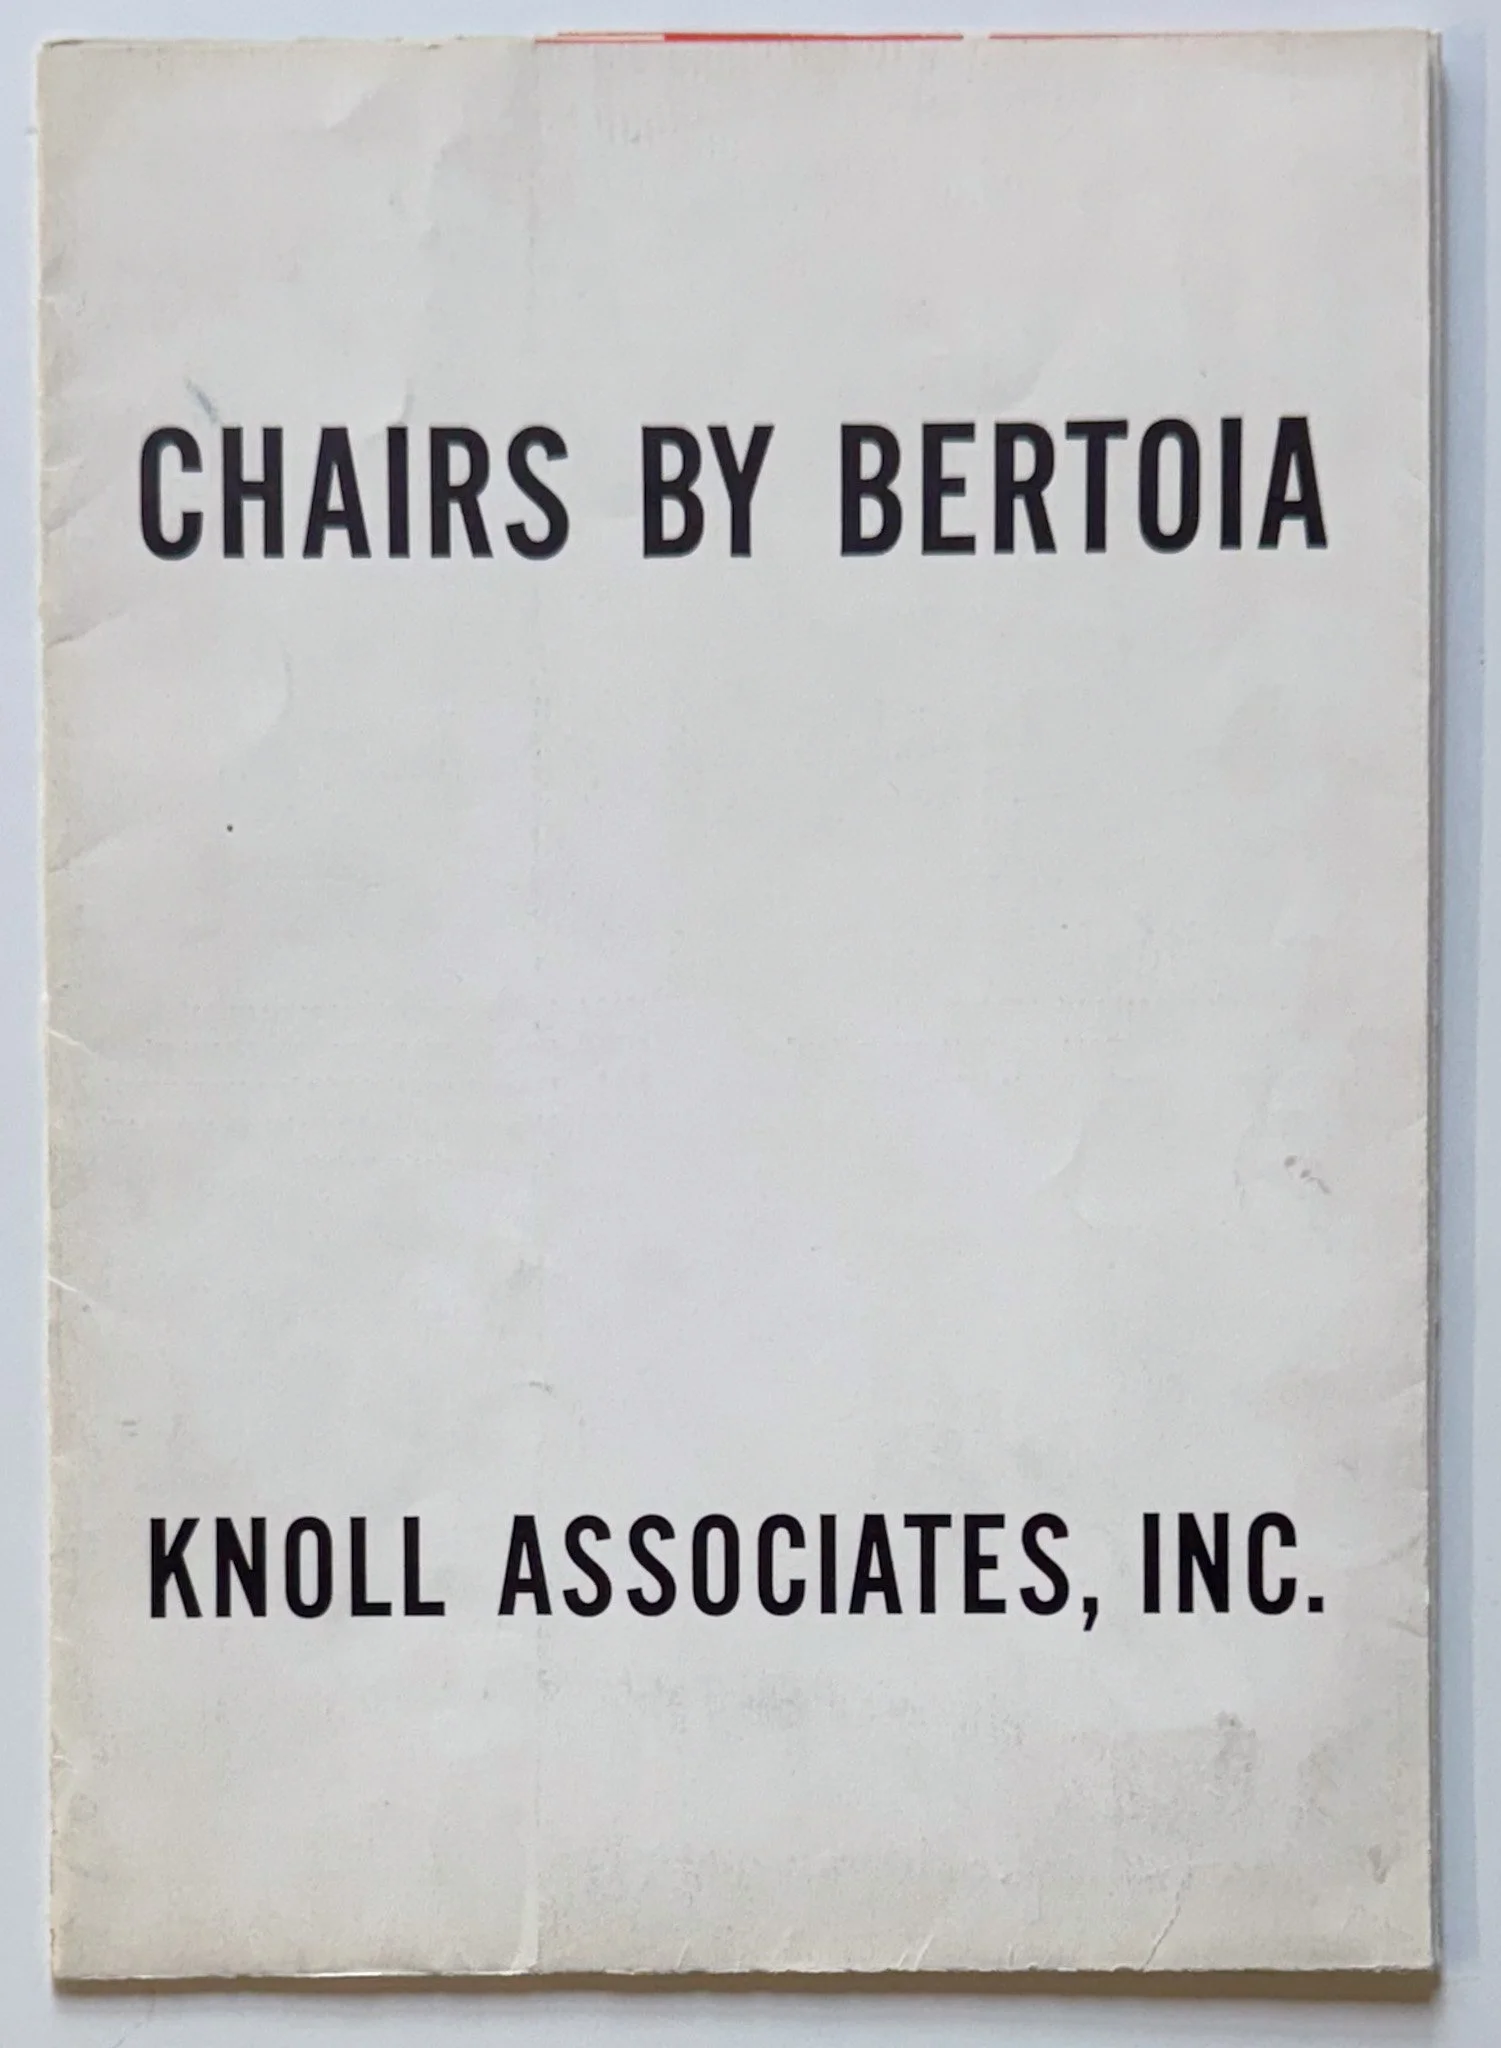 CHAIRS BY BERTOIA
KNOLL ASSOCIATES, INC.